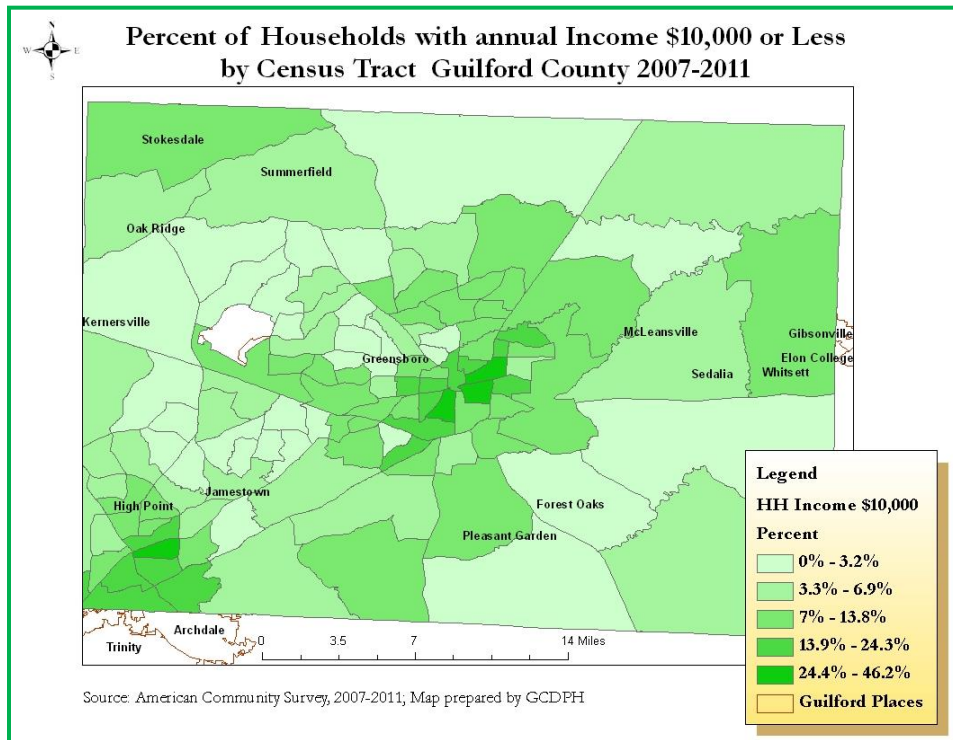 Percent of Households with annual Income $10,000 or Less
by Census Tract Guilford County 2007-2011
N
W
E
S
Stokesdale
Summerfield
Oak Ridge
Kernersville
McLeansville
Gibsonville
Greensboro
Elon College
Sedalia
Whitsett
Jamestown
High Point
Forest Oaks
Pleasant Garden
Archdale
Trinity
0 3.5 7 14 Miles
Legend
HH Income $10,000
Percent
0% - 3.2%
3.3% - 6.9%
7% - 13.8%
13.9% - 24.3%
24.4% - 46.2%
Guilford Places
Source: American Community Survey, 2007-2011; Map prepared by GCDPH